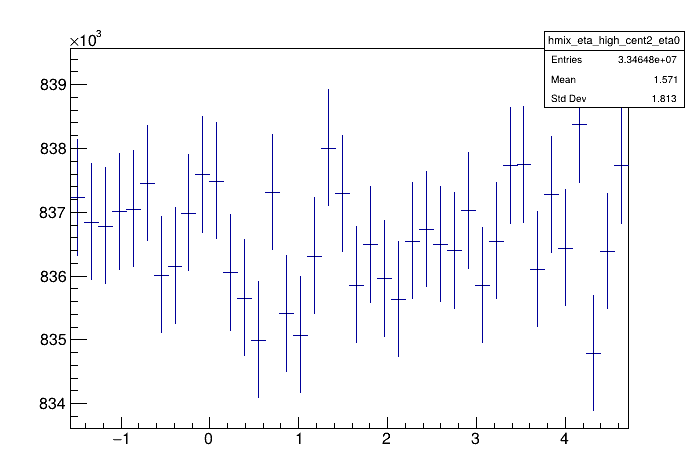 ×10³
hmix_eta_high_cent2_eta0
Entries 3.34648e+07
Mean 1.571
Std Dev 1.813
839
838
837
836
835
834
−1 0 1 2 3 4